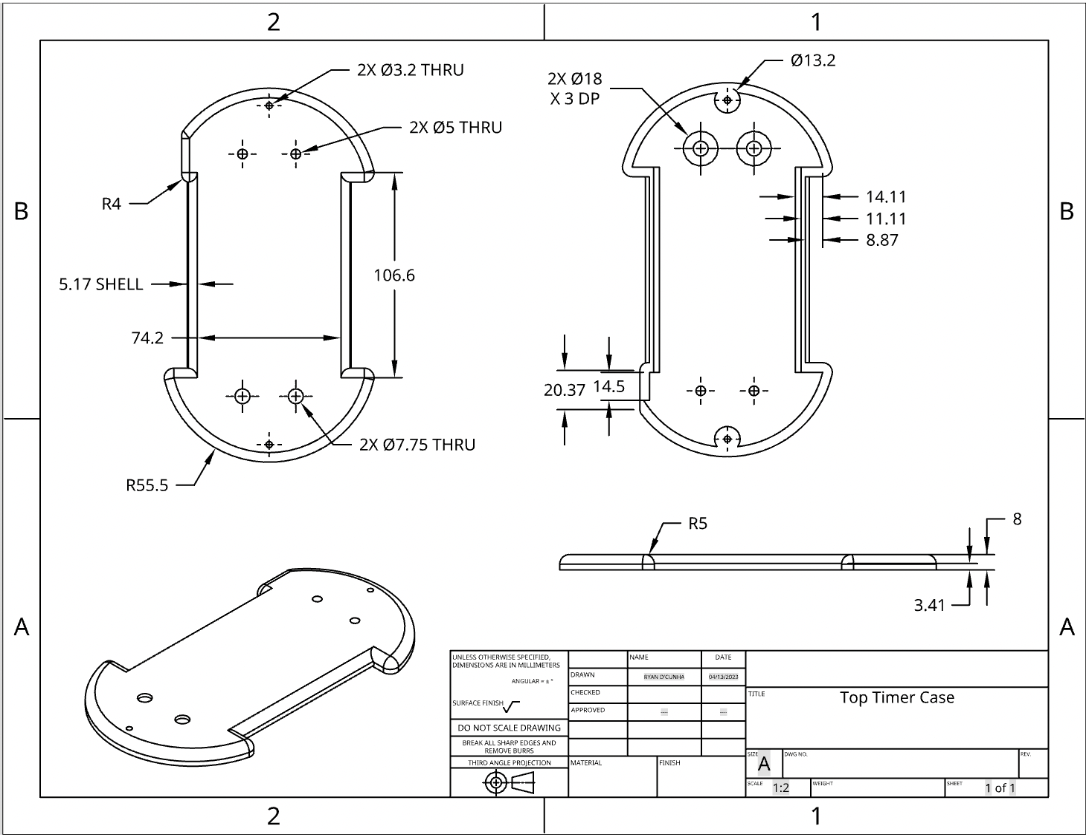 2
1
2X Ø3.2 THRU
2X Ø5 THRU
R4
5.17 SHELL
74.2
106.6
2X Ø7.75 THRU
R55.5
2X Ø18
X 3 DP
Ø13.2
14.11
11.11
8.87
20.37
14.5
B
B
R5
8
3.41
A
A
UNLESS OTHERWISE SPECIFIED,
DIMENSIONS ARE IN MILLIMETERS
ANGULAR = ± °
SURFACE FINISH
DO NOT SCALE DRAWING
BREAK ALL SHARP EDGES AND
REMOVE BURRS
THIRD ANGLE PROJECTION
NAME
DATE
DRAWN
RYAN D'CUNHA
04/13/2023
CHECKED
APPROVED
MATERIAL
FINISH
TITLE
Top Timer Case
SIZE
A
DWG NO.
REV.
SCALE
1:2
WEIGHT
SHEET
1 of 1
2
1